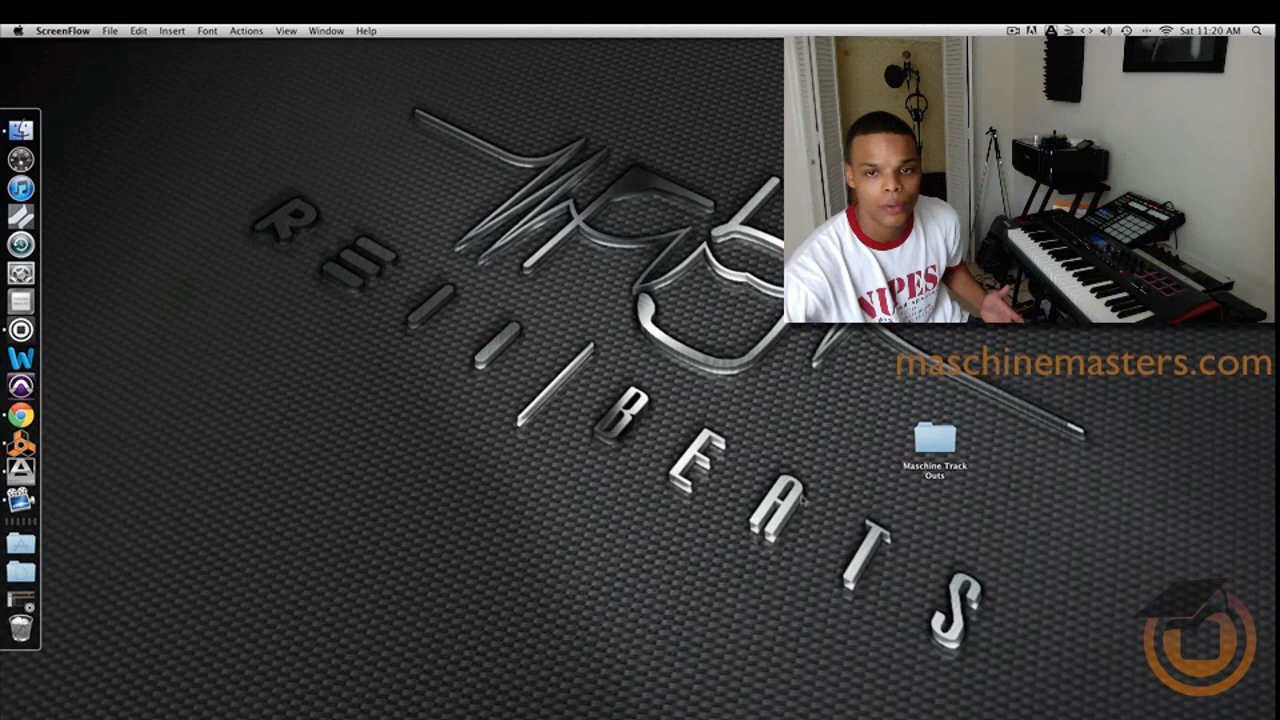 ScreenFlow File Edit Insert Font Actions View Window Help Sat 11:20 AM
NIPES
maschinemasters.com
Maschine Track
Outs
BEATS